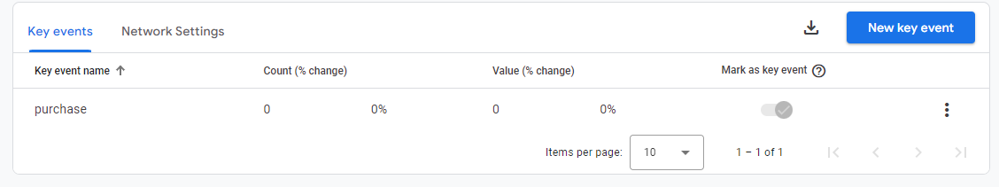 Key events Network Settings New key event
Key event name Count (% change) Value (% change) Mark as key event
purchase 0 0% 0 0%
Items per page: 10 1 – 1 of 1